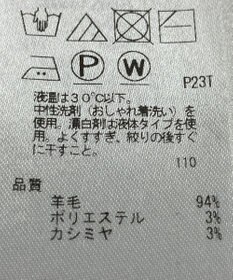 P W P23T
液温は30℃以下。
中性洗剤(おしゃれ着洗い)を
使用。漂白剤は液体タイプを使
用、よくすすぎ、絞りの後すぐ
に干すこと。
110
品質
羊毛 94%
ポリエステル 3%
カシミヤ 3%